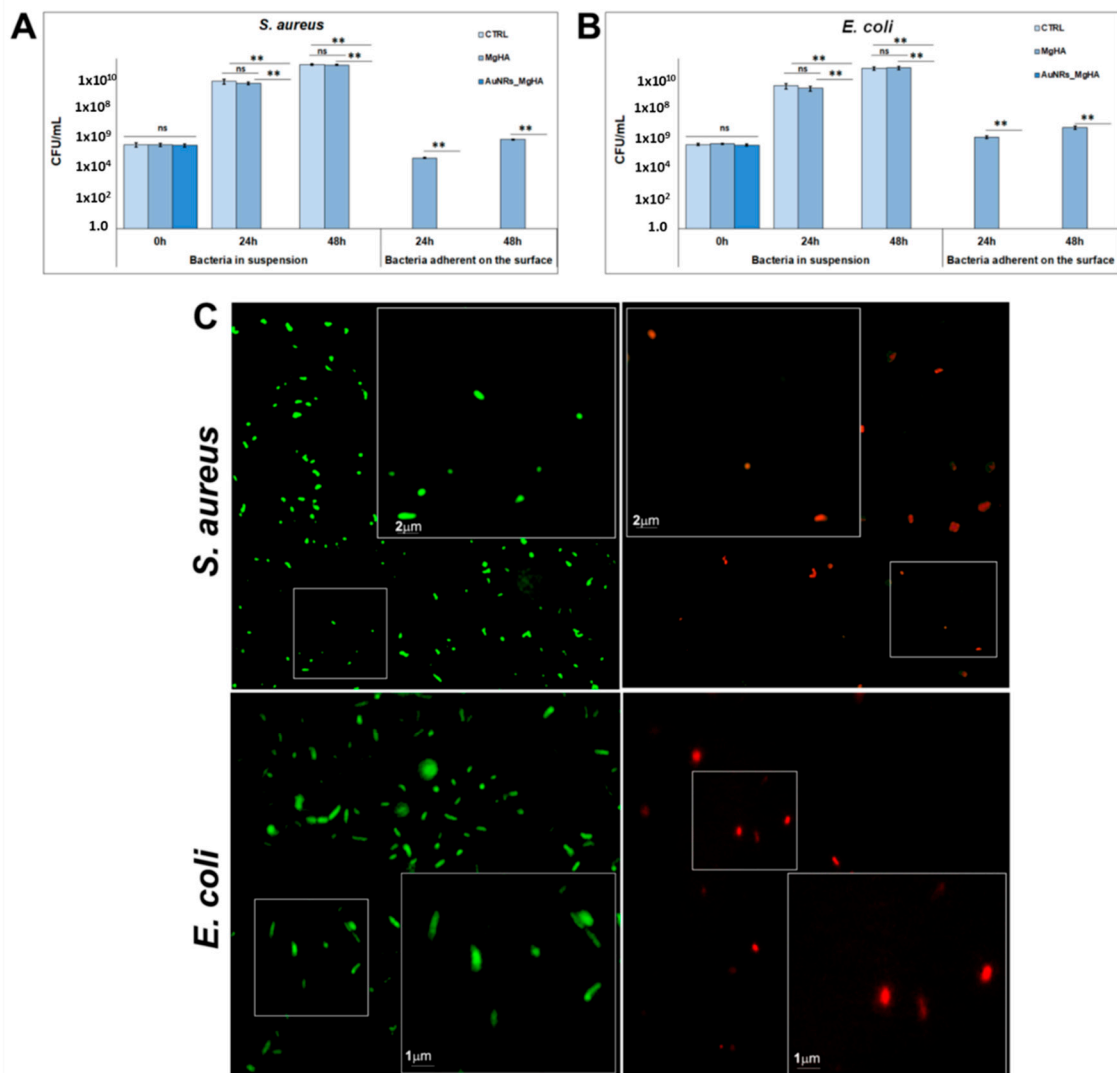 A
S. aureus
CTRL
MgHA
AuNRs_MgHA
CFU/mL
1x10¹⁰
1x10⁸
1x10⁹
1x10⁴
1x10²
1.0
ns
**
ns
**
**
ns
**
**
**
0h
24h
48h
24h
48h
Bacteria in suspension
Bacteria adherent on the surface
B
E. coli
CTRL
MgHA
AuNRs_MgHA
CFU/mL
1x10¹⁰
1x10⁸
1x10⁹
1x10⁴
1x10²
1.0
ns
**
ns
**
**
ns
**
**
**
0h
24h
48h
24h
48h
Bacteria in suspension
Bacteria adherent on the surface
C
S. aureus
2μm
2μm
E. coli
1μm
1μm